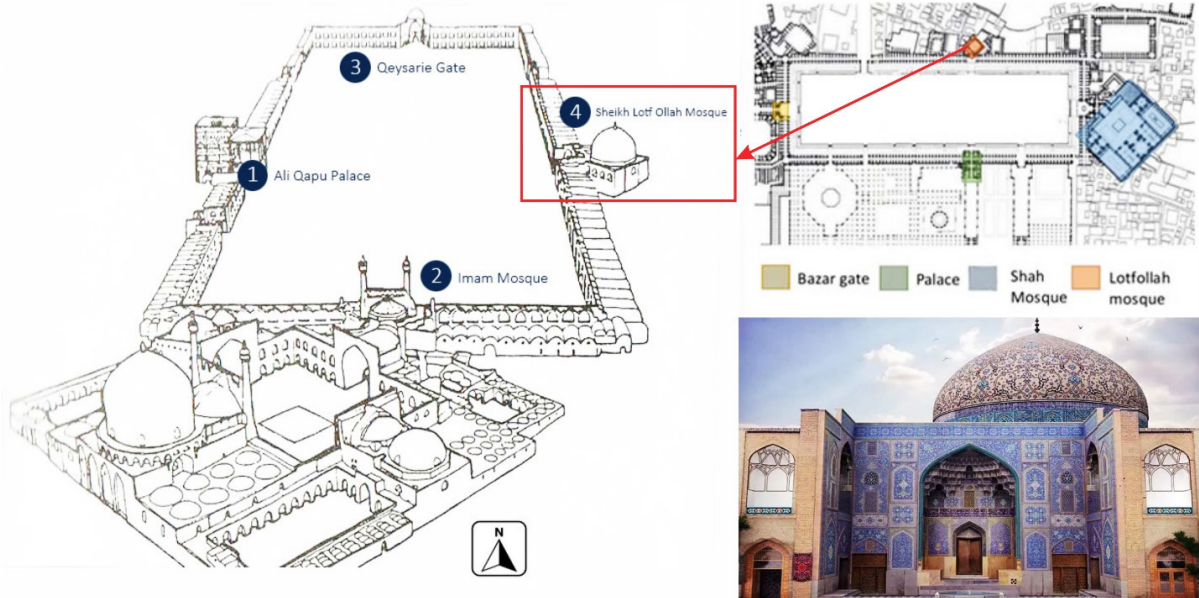 3
Qeysarie Gate
4
Sheikh Lotf Ollah Mosque
1
Ali Qapu Palace
2
Imam Mosque
N
Bazar gate
Palace
Shah
Mosque
Lotfollah
mosque